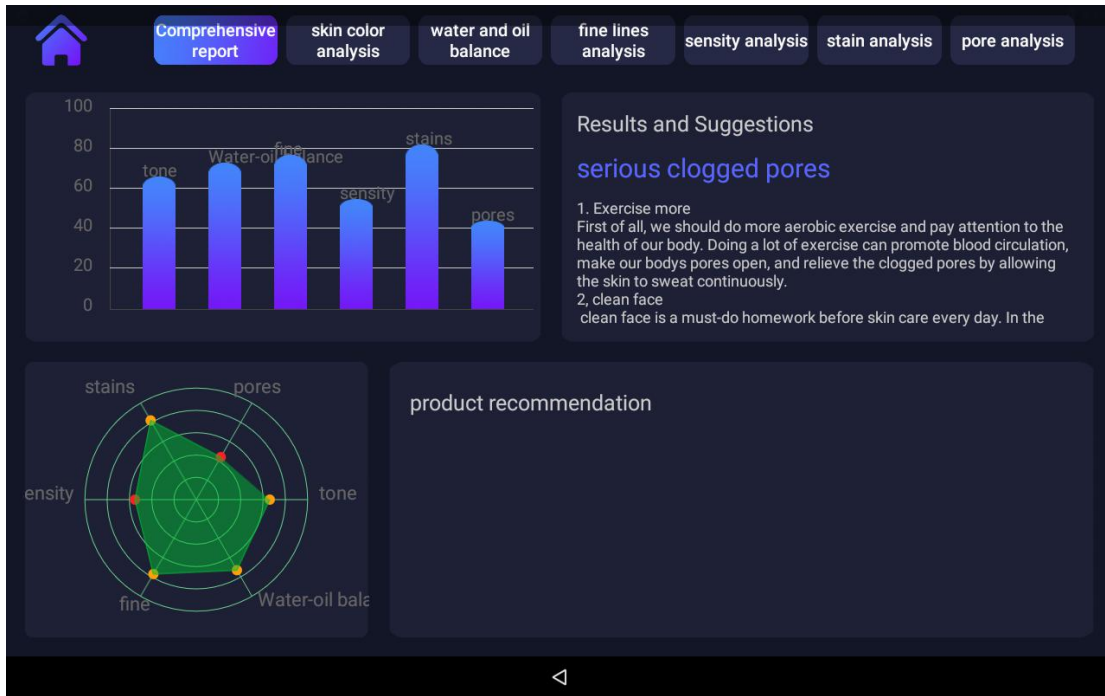 Comprehensive
report
skin color
analysis
water and oil
balance
fine lines
analysis
sensity analysis
stain analysis
pore analysis
100
80
60
40
20
0
tone
Water-oil balance
fine
sensity
stains
pores
Results and Suggestions
serious clogged pores
1. Exercise more
First of all, we should do more aerobic exercise and pay attention to the
health of our body. Doing a lot of exercise can promote blood circulation,
make our bodys pores open, and relieve the clogged pores by allowing
the skin to sweat continuously.
2, clean face
clean face is a must-do homework before skin care every day. In the
stains
pores
ensity
tone
fine
Water-oil bala
product recommendation